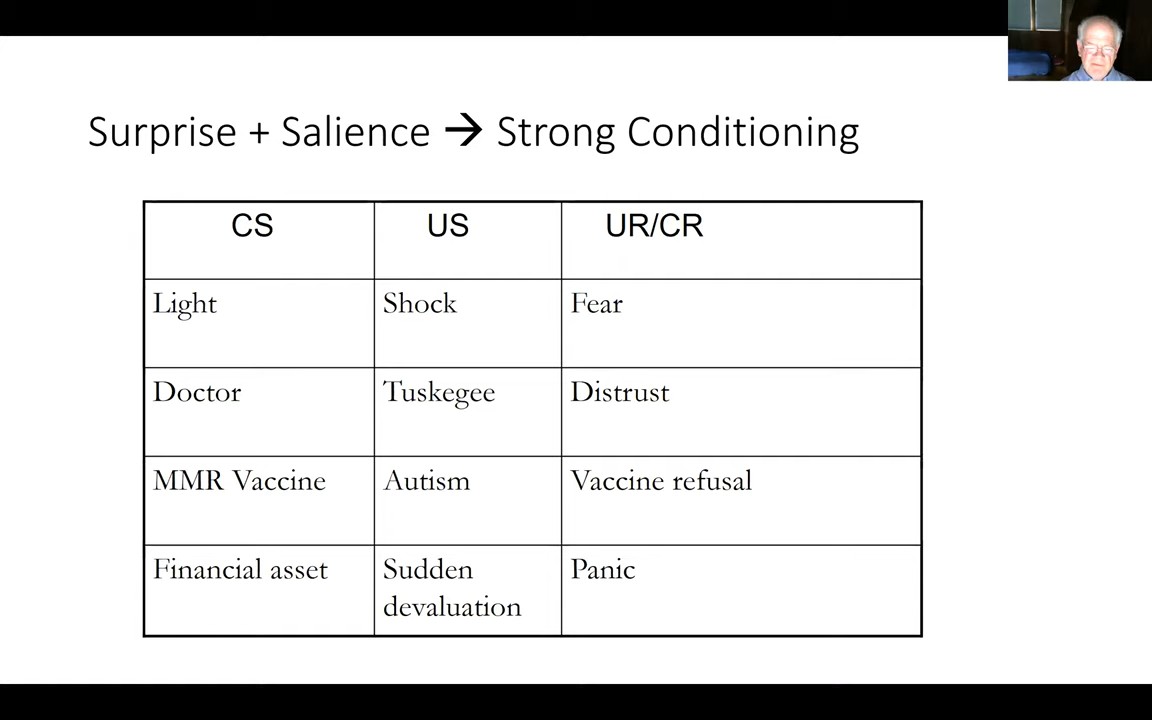 Surprise + Salience → Strong Conditioning
CS US UR/CR
Light Shock Fear
Doctor Tuskegee Distrust
MMR Vaccine Autism Vaccine refusal
Financial asset Sudden Panic
devaluation